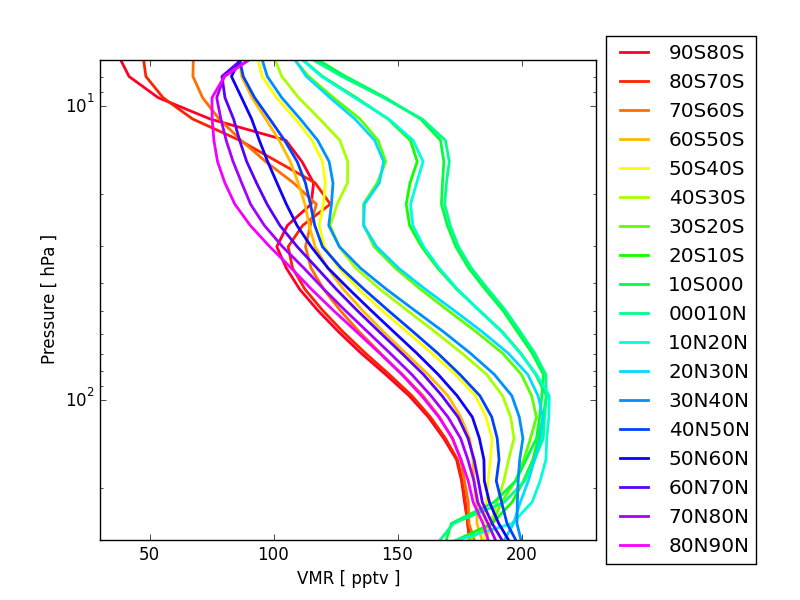 10¹
10²
Pressure [ hPa ]
50 100 150 200
VMR [ pptv ]
90S80S
80S70S
70S60S
60S50S
50S40S
40S30S
30S20S
20S10S
10S000
00010N
10N20N
20N30N
30N40N
40N50N
50N60N
60N70N
70N80N
80N90N